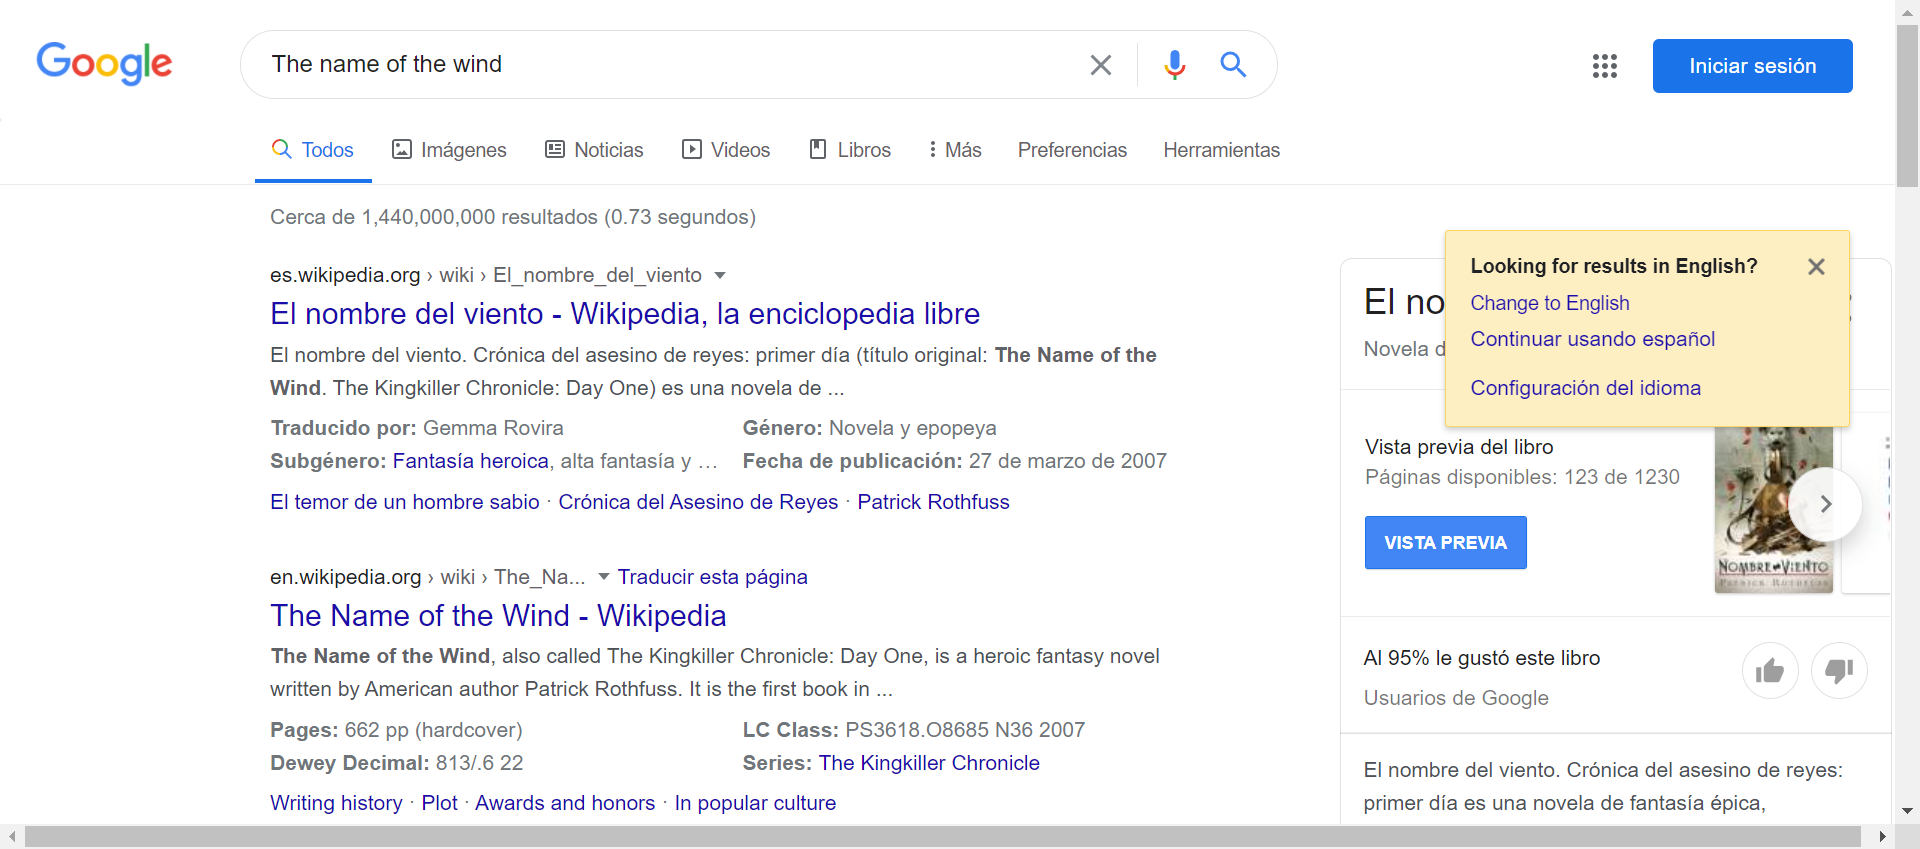 Google
The name of the wind
Iniciar sesión
Todos
Imágenes
Noticias
Videos
Libros
Más
Preferencias
Herramientas
Cerca de 1,440,000,000 resultados (0.73 segundos)
es.wikipedia.org › wiki › El_nombre_del_viento
El nombre del viento - Wikipedia, la enciclopedia libre
El nombre del viento. Crónica del asesino de reyes: primer día (título original: The Name of the
Wind. The Kingkiller Chronicle: Day One) es una novela de ...
Traducido por: Gemma Rovira
Género: Novela y epopeya
Subgénero: Fantasía heroica, alta fantasía y …
Fecha de publicación: 27 de marzo de 2007
El temor de un hombre sabio · Crónica del Asesino de Reyes · Patrick Rothfuss
en.wikipedia.org › wiki › The_Na... Traducir esta página
The Name of the Wind - Wikipedia
The Name of the Wind, also called The Kingkiller Chronicle: Day One, is a heroic fantasy novel
written by American author Patrick Rothfuss. It is the first book in ...
Pages: 662 pp (hardcover)
LC Class: PS3618.O8685 N36 2007
Dewey Decimal: 813/.6 22
Series: The Kingkiller Chronicle
Writing history · Plot · Awards and honors · In popular culture
Looking for results in English?
Change to English
Continuar usando español
Configuración del idioma
El no
Novela d
Vista previa del libro
Páginas disponibles: 123 de 1230
VISTA PREVIA
NOMBRE DEL VIENTO
PATRICK ROTHFUSS
Al 95% le gustó este libro
Usuarios de Google
El nombre del viento. Crónica del asesino de reyes:
primer día es una novela de fantasía épica,